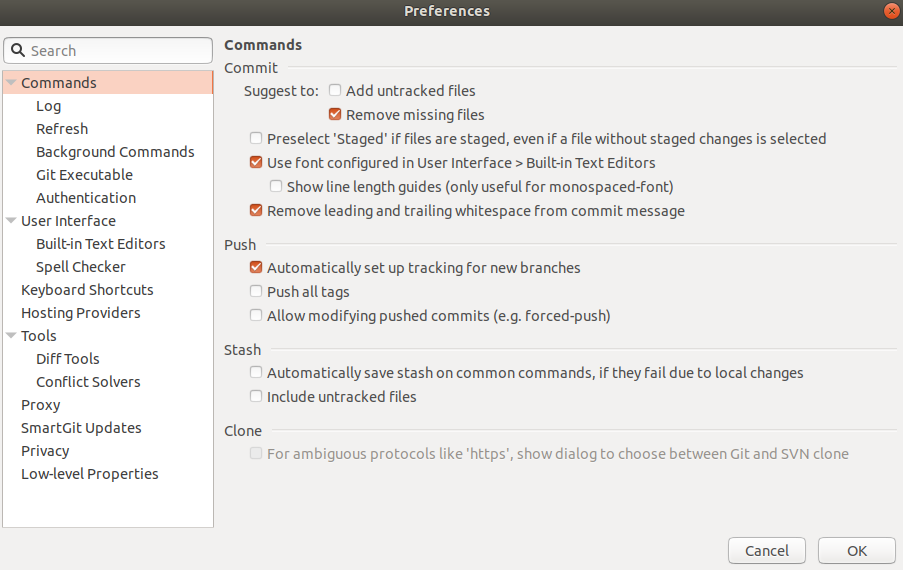 Preferences
Search
Commands
Log
Refresh
Background Commands
Git Executable
Authentication
User Interface
Built-in Text Editors
Spell Checker
Keyboard Shortcuts
Hosting Providers
Tools
Diff Tools
Conflict Solvers
Proxy
SmartGit Updates
Privacy
Low-level Properties
Commands
Commit
Suggest to: Add untracked files
Remove missing files
Preselect 'Staged' if files are staged, even if a file without staged changes is selected
Use font configured in User Interface > Built-in Text Editors
Show line length guides (only useful for monospaced-font)
Remove leading and trailing whitespace from commit message
Push
Automatically set up tracking for new branches
Push all tags
Allow modifying pushed commits (e.g. forced-push)
Stash
Automatically save stash on common commands, if they fail due to local changes
Include untracked files
Clone
For ambiguous protocols like 'https', show dialog to choose between Git and SVN clone
Cancel
OK